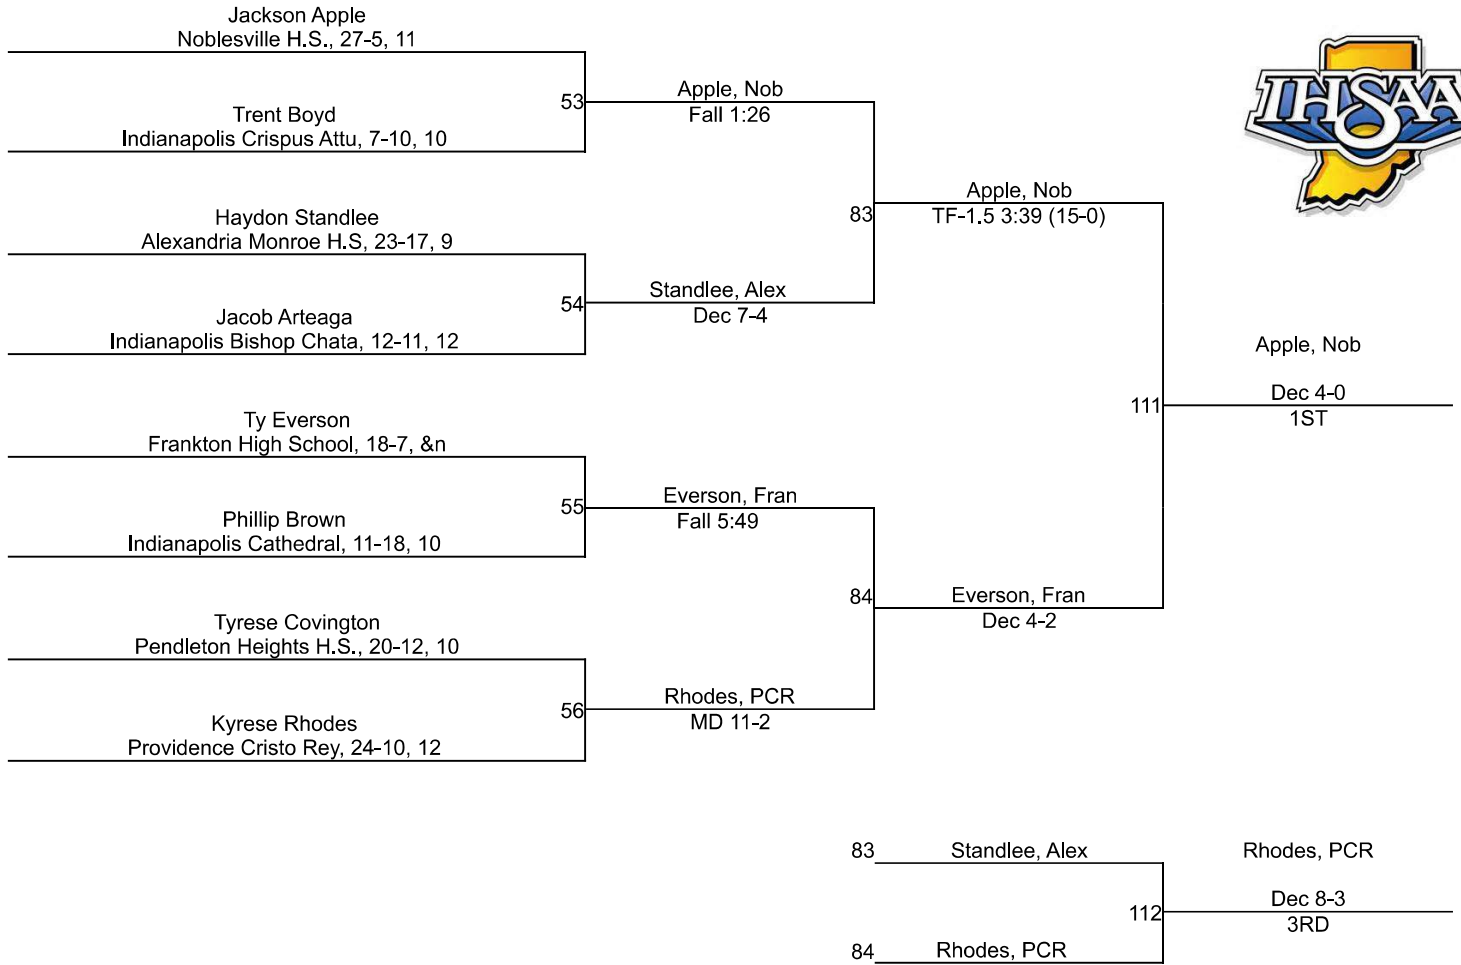 Jackson Apple
Noblesville H.S., 27-5, 11
Trent Boyd
Indianapolis Crispus Attu, 7-10, 10
53
Apple, Nob
Fall 1:26
Haydon Standlee
Alexandria Monroe H.S, 23-17, 9
Jacob Arteaga
Indianapolis Bishop Chata, 12-11, 12
54
Standlee, Alex
Dec 7-4
83
Apple, Nob
TF-1.5 3:39 (15-0)
IHSAA
Ty Everson
Frankton High School, 18-7, &n
Phillip Brown
Indianapolis Cathedral, 11-18, 10
55
Everson, Fran
Fall 5:49
Tyrese Covington
Pendleton Heights H.S., 20-12, 10
Kyrese Rhodes
Providence Cristo Rey, 24-10, 12
56
Rhodes, PCR
MD 11-2
84
Everson, Fran
Dec 4-2
111
Apple, Nob
Dec 4-0
1ST
83
Standlee, Alex
84
Rhodes, PCR
112
Rhodes, PCR
Dec 8-3
3RD